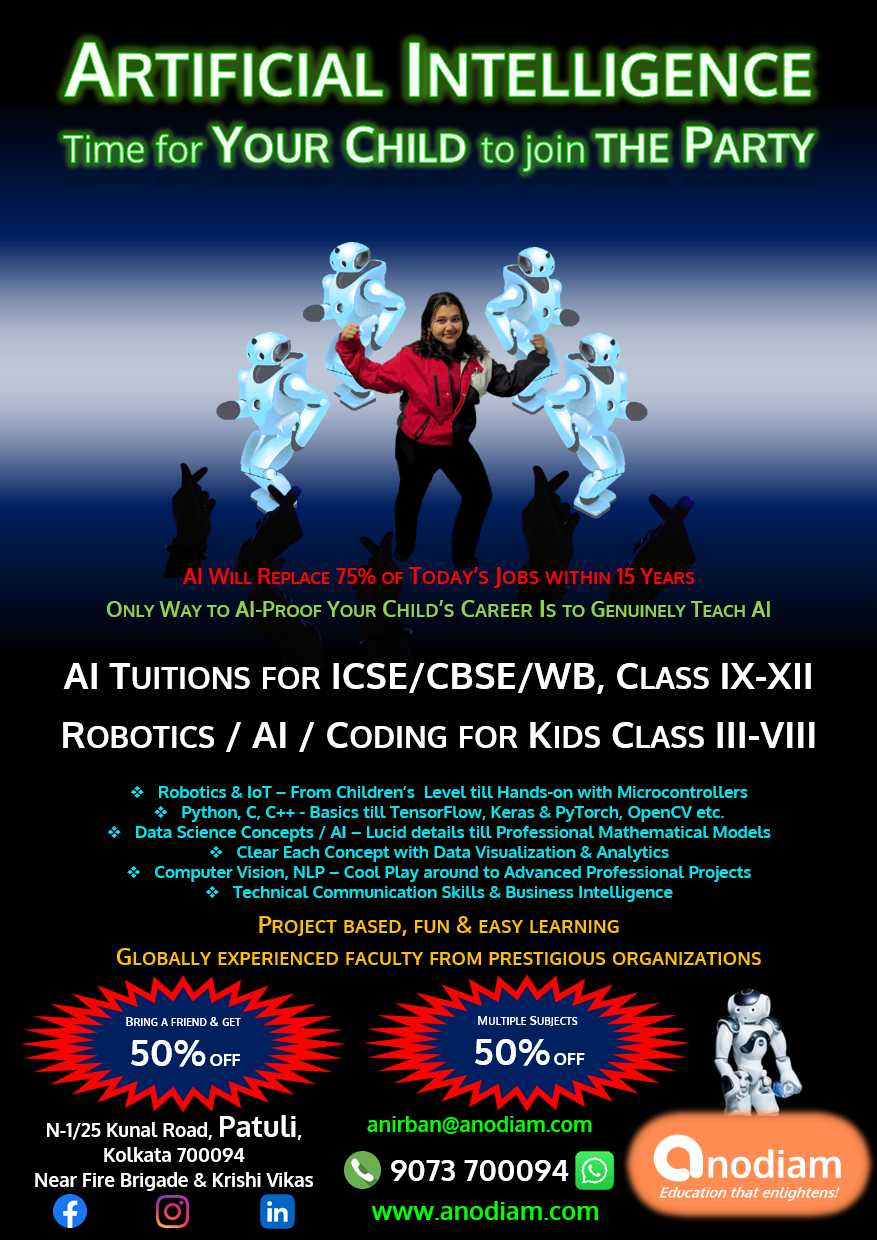 ARTIFICIAL INTELLIGENCE
Time for YOUR CHILD to join THE PARTY
AI WILL REPLACE 75% OF TODAY'S JOBS WITHIN 15 YEARS
ONLY WAY TO AI-PROOF YOUR CHILD'S CAREER IS TO GENUINELY TEACH AI
AI TUITIONS FOR ICSE/CBSE/WB, CLASS IX-XII
ROBOTICS / AI / CODING FOR KIDS CLASS III-VIII
❖ Robotics & IoT – From Children's Level till Hands-on with Microcontrollers
❖ Python, C, C++ - Basics till TensorFlow, Keras & PyTorch, OpenCV etc.
❖ Data Science Concepts / AI – Lucid details till Professional Mathematical Models
❖ Clear Each Concept with Data Visualization & Analytics
❖ Computer Vision, NLP – Cool Play around to Advanced Professional Projects
❖ Technical Communication Skills & Business Intelligence
PROJECT BASED, FUN & EASY LEARNING
GLOBALLY EXPERIENCED FACULTY FROM PRESTIGIOUS ORGANIZATIONS
BRING A FRIEND & GET
50% OFF
MULTIPLE SUBJECTS
50% OFF
N-1/25 Kunal Road, Patuli,
Kolkata 700094
Near Fire Brigade & Krishi Vikas
anirban@anodiam.com
9073 700094
www.anodiam.com
anodiam
Education that enlightens!